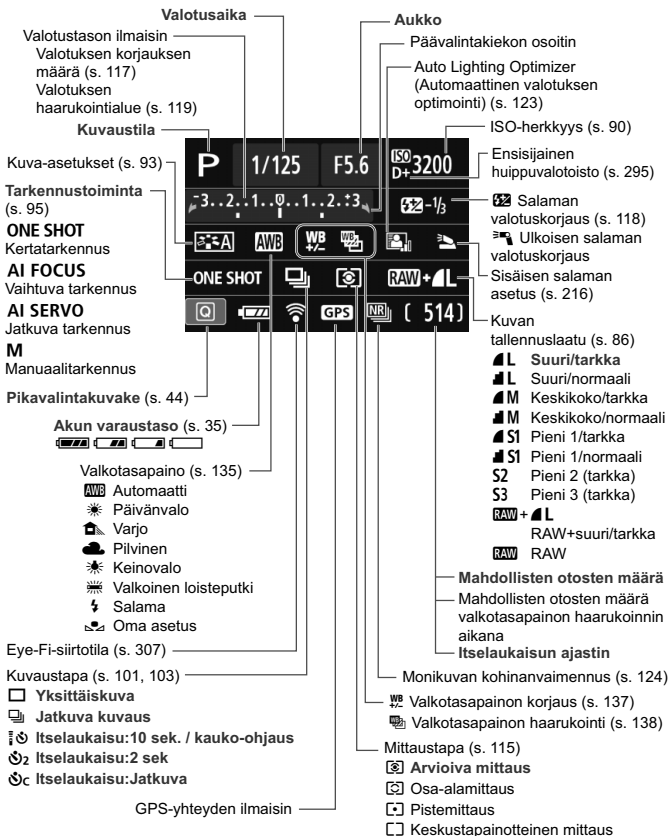 Valotusaika
Aukko
Valotustason ilmaisin
Valotuksen korjauksen
määrä (s. 117)
Valotuksen
haarukointialue (s. 119)
Päävalintakiekon osoitin
Auto Lighting Optimizer
(Automaattinen valotuksen
optimointi) (s. 123)
Kuvaustila
ISO-herkkyys (s. 90)
Kuva-asetukset (s. 93)
Ensisijainen
huippuvalotoisto (s. 295)
Tarkennustoiminta
(s. 95)
ONE SHOT
Kertatarkennus
AI FOCUS
Vaihtuva tarkennus
AI SERVO
Jatkuva tarkennus
M
Manuaalitarkennus
P 1/125 F5.6 ISO D+ 3200
-3..2..1..0..1..2.+3 -1/3
A AWB WB +/- WB
ONE SHOT RAW+L
Q GPS NR ( 514)
Salaman
valotuskorjaus (s. 118)
Ulkoisen salaman
valotuskorjaus
Sisäisen salaman
asetus (s. 216)
Kuvan
tallennuslaatu (s. 86)
L Suuri/tarkka
L Suuri/normaali
M Keskikoko/tarkka
M Keskikoko/normaali
S1 Pieni 1/tarkka
S1 Pieni 1/normaali
S2 Pieni 2 (tarkka)
S3 Pieni 3 (tarkka)
RAW + L
RAW+suuri/tarkka
RAW RAW
Pikavalintakuvake (s. 44)
Akun varaustaso (s. 35)
Valkotasapaino (s. 135)
AWB Automaatti
Päivänvalo
Varjo
Pilvinen
Keinovalo
Valkoinen loisteputki
Salama
Oma asetus
Mahdollisten otosten määrä
Mahdollisten otosten määrä
valkotasapainon haarukoinnin
aikana
Itselaukaisun ajastin
Eye-Fi-siirtotila (s. 307)
Monikuvan kohinanvaimennus (s. 124)
Kuvaustapa (s. 101, 103)
Yksittäiskuva
Jatkuva kuvaus
Itselaukaisu:10 sek. / kauko-ohjaus
2 Itselaukaisu:2 sek
C Itselaukaisu:Jatkuva
WB +/- Valkotasapainon korjaus (s. 137)
WB Valkotasapainon haarukointi (s. 138)
Mittaustapa (s. 115)
Arvioiva mittaus
Osa-alamittaus
Pistemittaus
Keskustapainotteinen mittaus
GPS-yhteyden ilmaisin